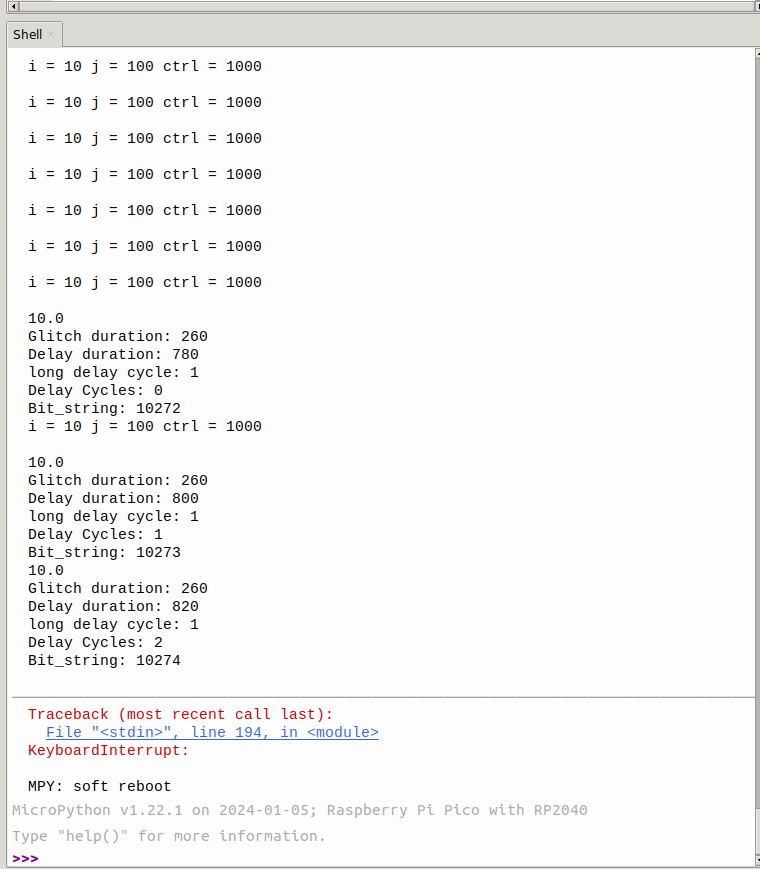 Shell
i = 10 j = 100 ctrl = 1000
i = 10 j = 100 ctrl = 1000
i = 10 j = 100 ctrl = 1000
i = 10 j = 100 ctrl = 1000
i = 10 j = 100 ctrl = 1000
i = 10 j = 100 ctrl = 1000
i = 10 j = 100 ctrl = 1000
10.0
Glitch duration: 260
Delay duration: 780
long delay cycle: 1
Delay Cycles: 0
Bit_string: 10272
i = 10 j = 100 ctrl = 1000
10.0
Glitch duration: 260
Delay duration: 800
long delay cycle: 1
Delay Cycles: 1
Bit_string: 10273
10.0
Glitch duration: 260
Delay duration: 820
long delay cycle: 1
Delay Cycles: 2
Bit_string: 10274
Traceback (most recent call last):
File "<stdin>", line 194, in <module>
KeyboardInterrupt:
MPY: soft reboot
MicroPython v1.22.1 on 2024-01-05; Raspberry Pi Pico with RP2040
Type "help()" for more information.
>>>